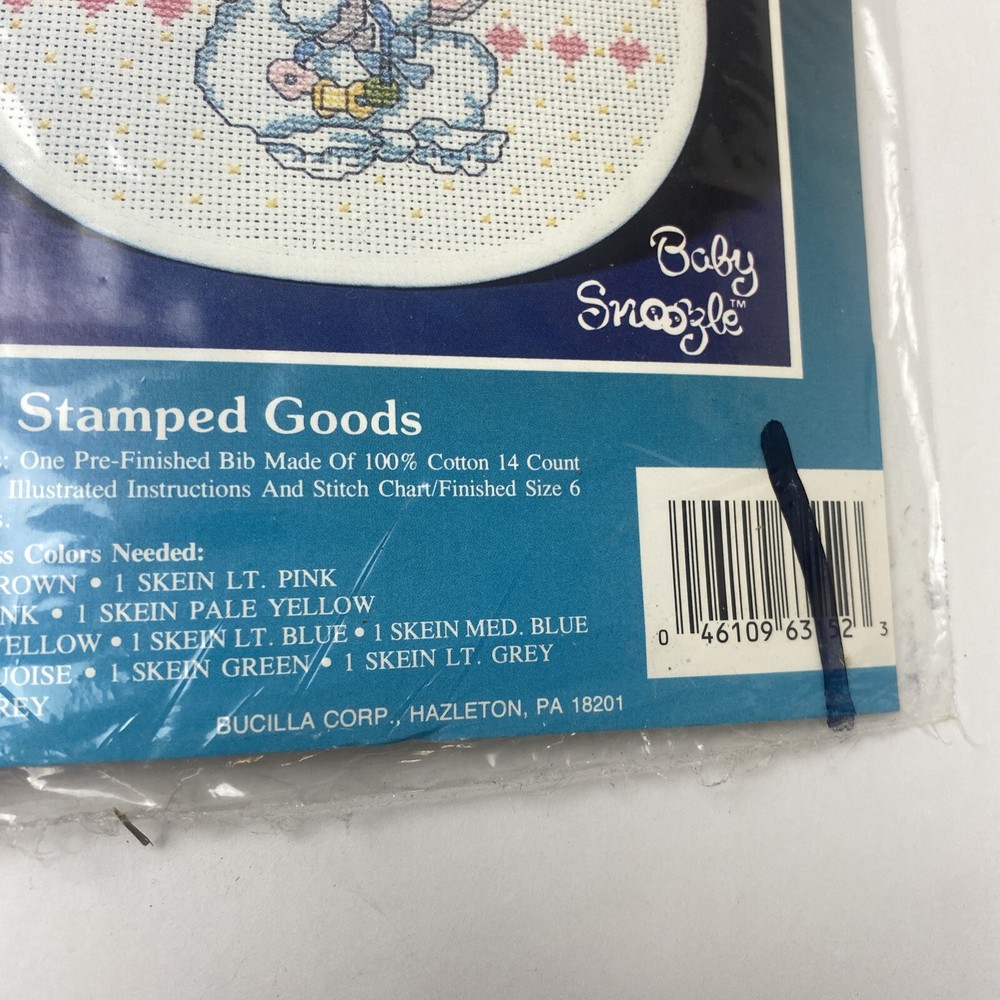 Baby
Snoozle™
Stamped Goods
s: One Pre-Finished Bib Made Of 100% Cotton 14 Count
Illustrated Instructions And Stitch Chart/Finished Size 6
s.
ss Colors Needed:
ROWN • 1 SKEIN LT. PINK
NK • 1 SKEIN PALE YELLOW
YELLOW • 1 SKEIN LT. BLUE • 1 SKEIN MED. BLUE
UOISE • 1 SKEIN GREEN • 1 SKEIN LT. GREY
REY
BUCILLA CORP., HAZLETON, PA 18201
0 46109 63 52 3